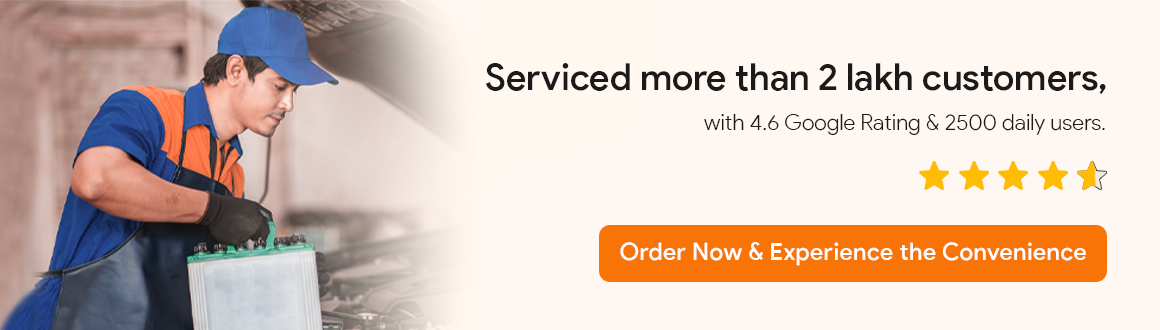 Serviced more than 2 lakh customers,
with 4.6 Google Rating & 2500 daily users.
Order Now & Experience the Convenience